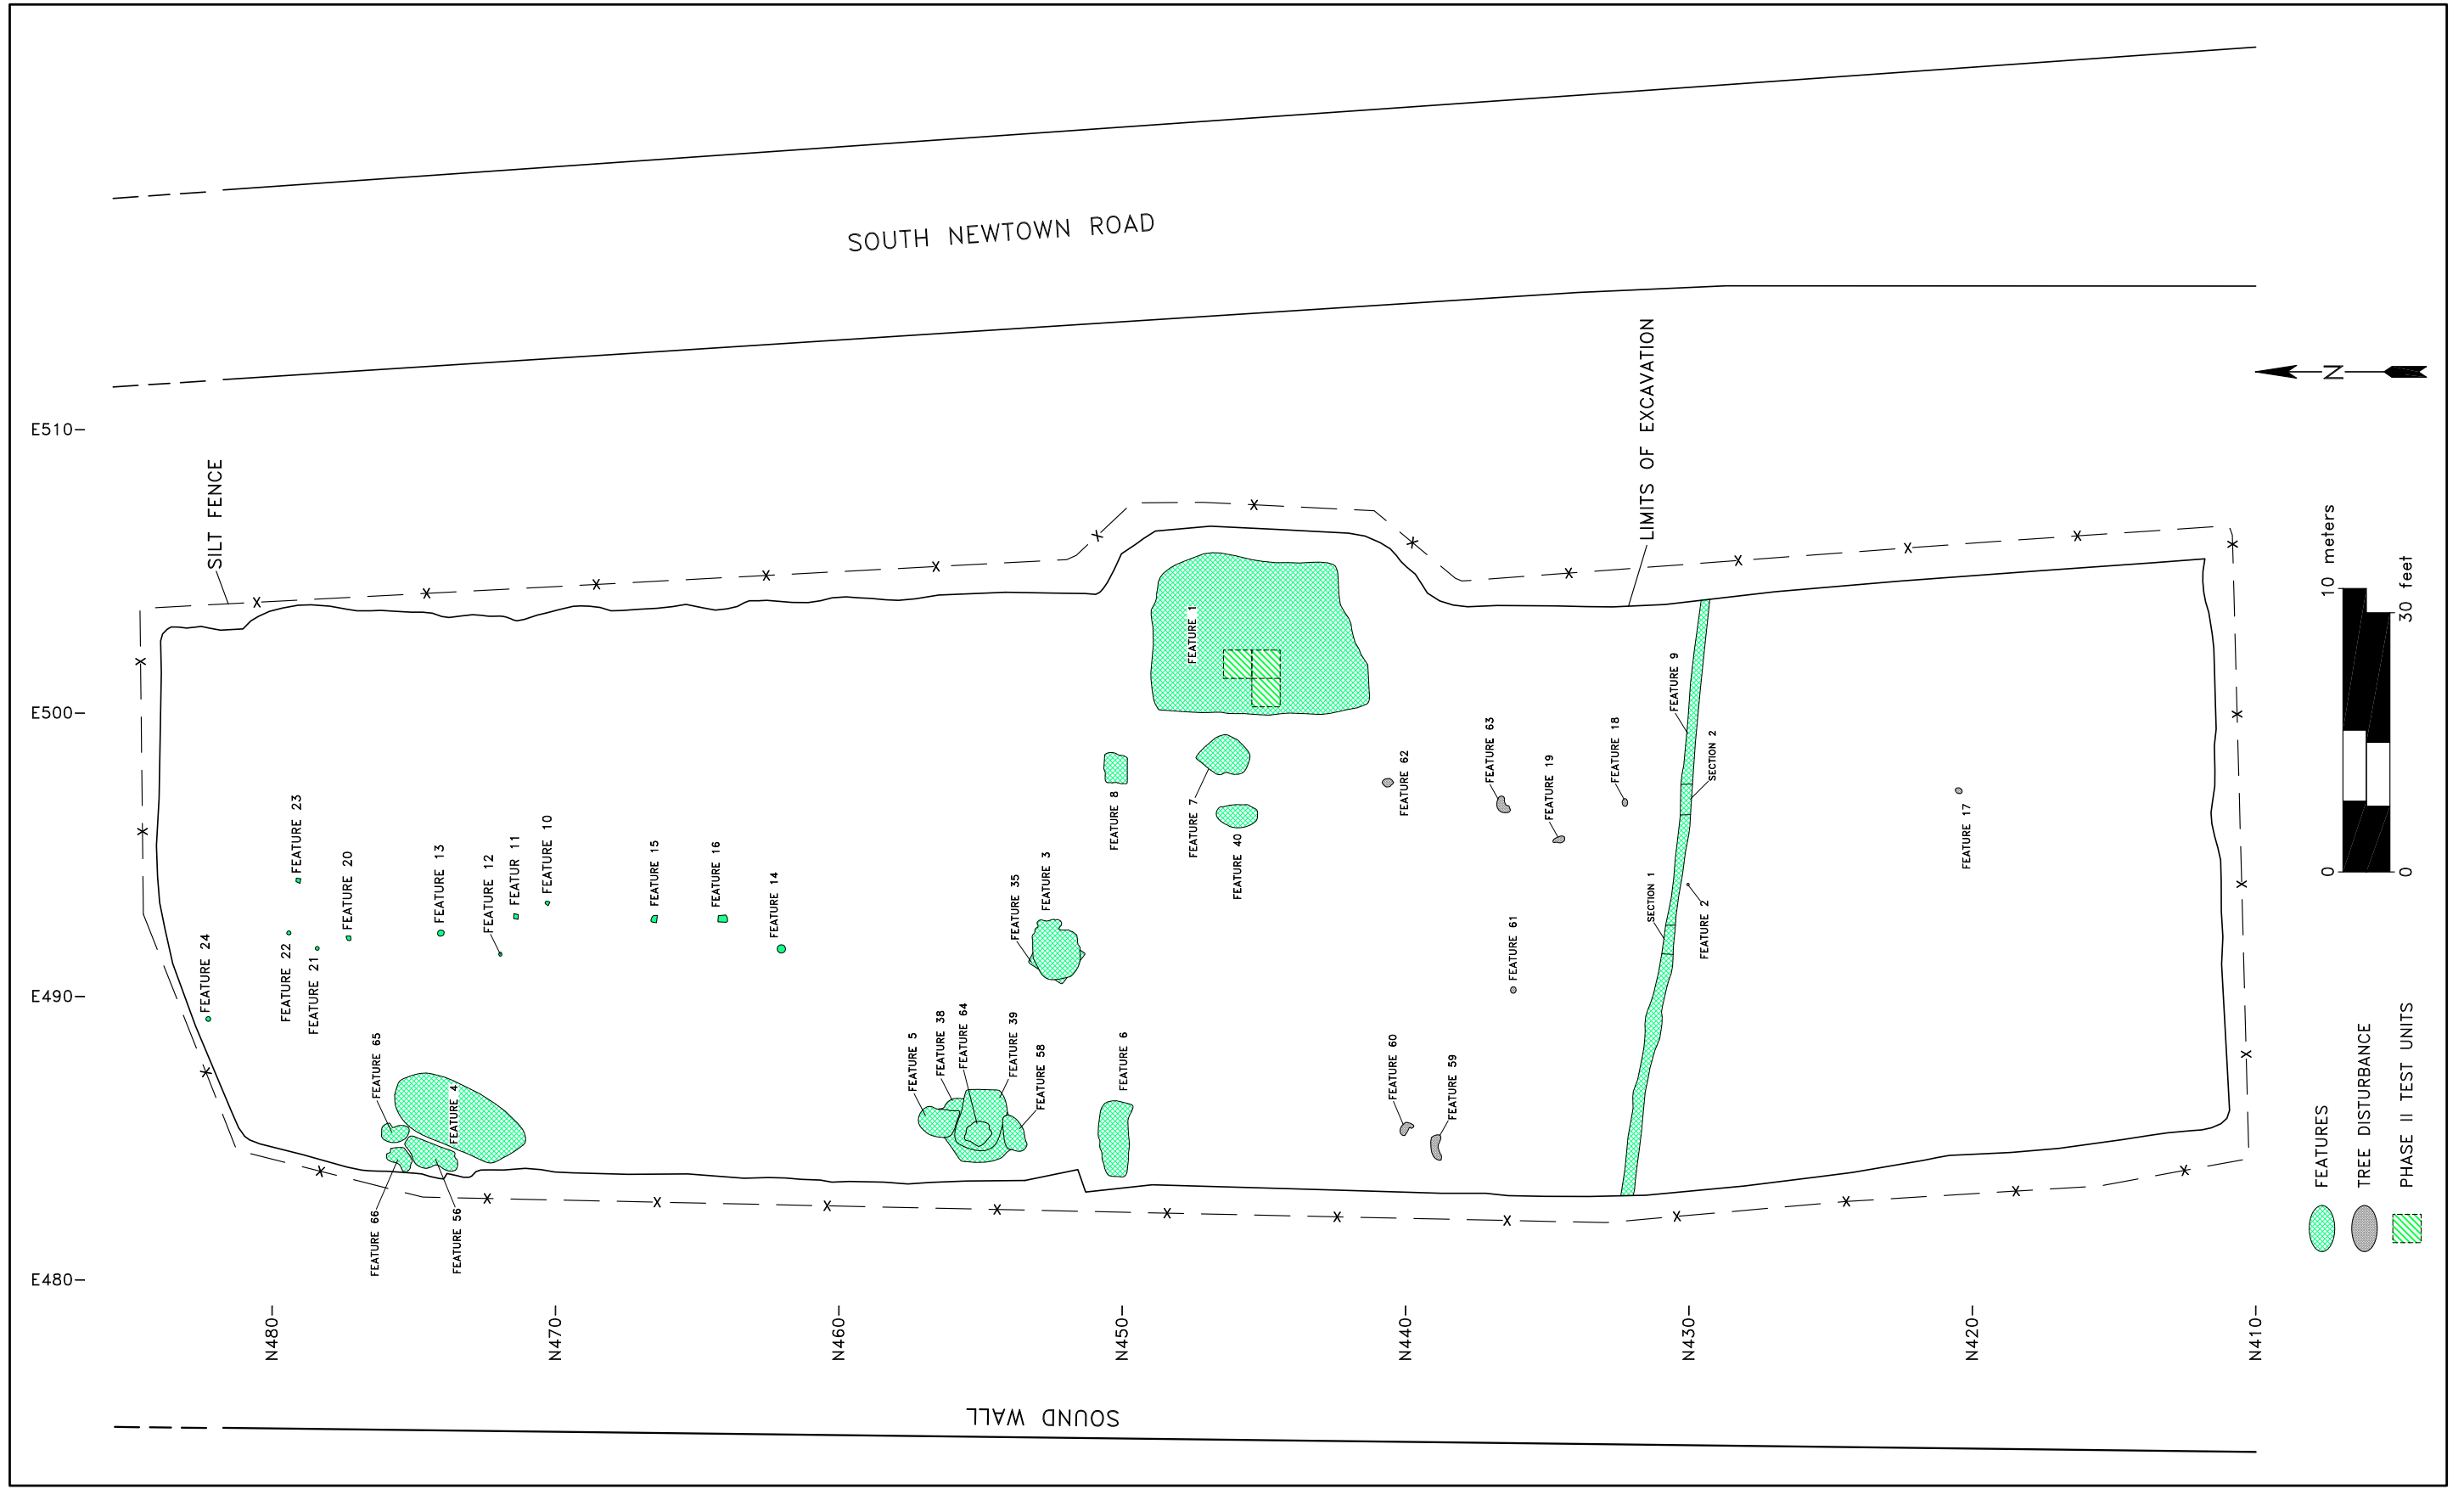 SOUTH NEWTOWN ROAD
E510-
E500-
E490-
E480-
SILT FENCE
LIMITS OF EXCAVATION
N
FEATURE 1
FEATURE 9
SECTION 2
FEATURE 63
FEATURE 18
FEATURE 62
FEATURE 19
FEATURE 8
FEATURE 7
FEATURE 40
FEATURE 17
FEATURE 23
FEATURE 20
FEATURE 13
FEATURE 12
FEATUR 11
FEATURE 10
FEATURE 15
FEATURE 16
FEATURE 14
FEATURE 35
FEATURE 3
SECTION 1
FEATURE 2
FEATURE 61
FEATURE 24
FEATURE 22
FEATURE 21
FEATURE 65
FEATURE 4
FEATURE 5
FEATURE 38
FEATURE 64
FEATURE 39
FEATURE 58
FEATURE 6
FEATURE 60
FEATURE 59
FEATURE 66
FEATURE 56
N480-
N470-
N460-
N450-
N440-
N430-
N420-
N410-
SOUND WALL
0
10 meters
0
30 feet
FEATURES
TREE DISTURBANCE
PHASE II TEST UNITS